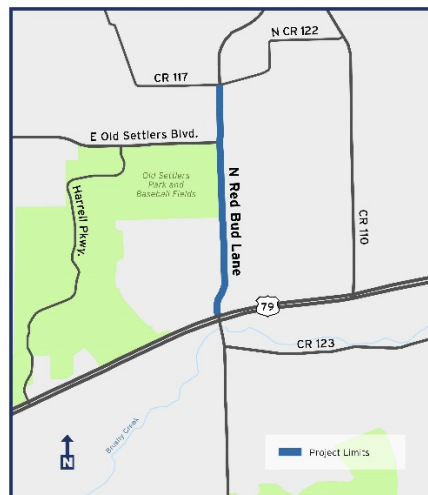 N CR 122
CR 117
E Old Settlers Blvd.
Old Settlers
Park and
Baseball Fields
Harrell Pkwy.
N Red Bud Lane
CR 110
79
CR 123
Brushy Creek
N
Project Limits